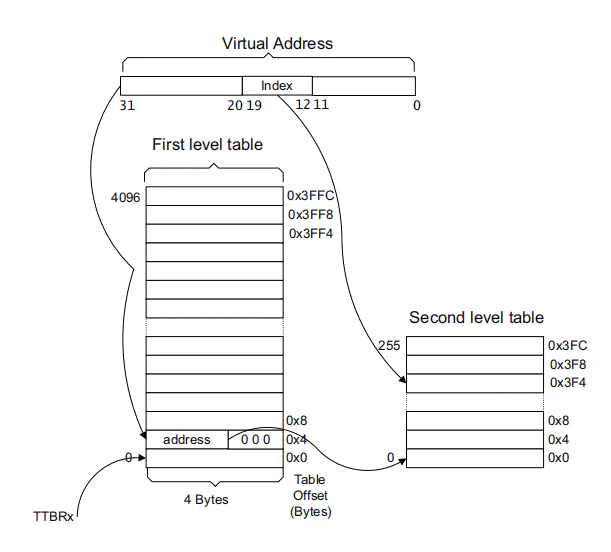 Virtual Address
Index
31 20 19 12 11 0
First level table
4096 0x3FFC
0x3FF8
0x3FF4
Second level table
255 0x3FC
0x3F8
0x3F4
0x8 0x8
address 0 0 0 0x4 0x4
0 0x0 0 0x0
4 Bytes
Table
Offset
(Bytes)
TTBRx